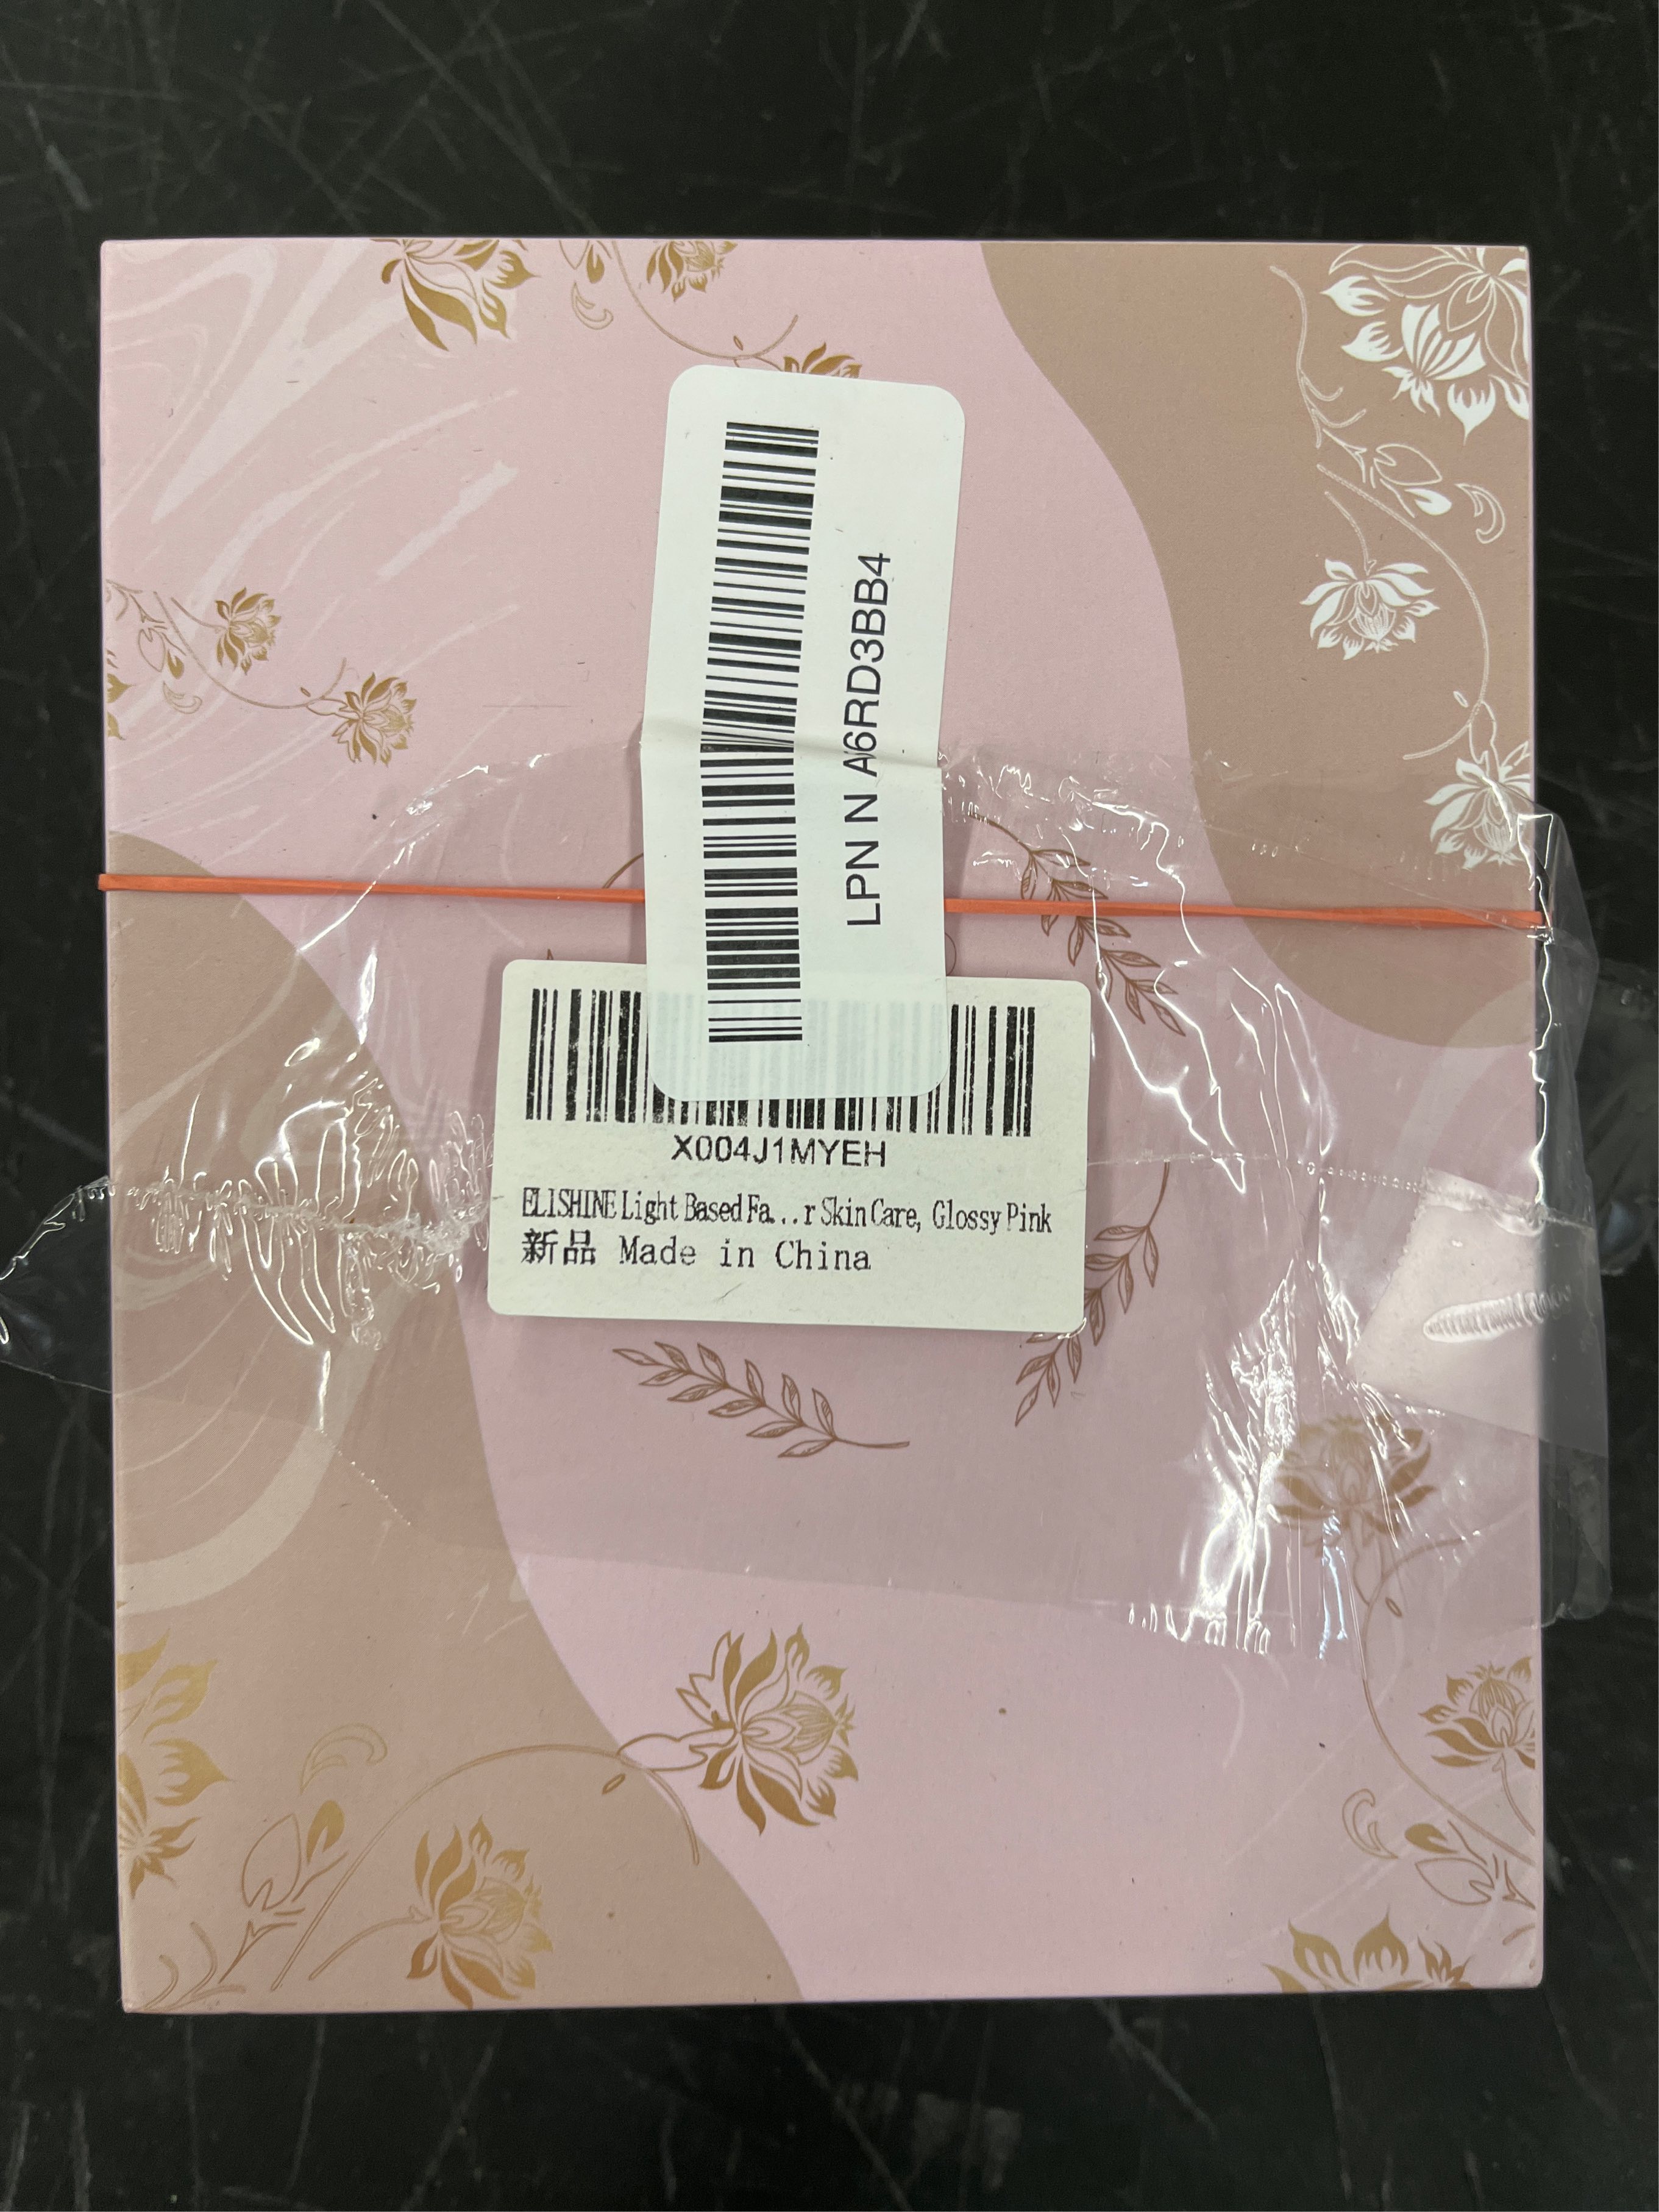 LPN N A6RD3BB4
X004J1MYEH
ELISHINE Light Based Fa...r Skin Care, Glossy Pink
新品 Made in China